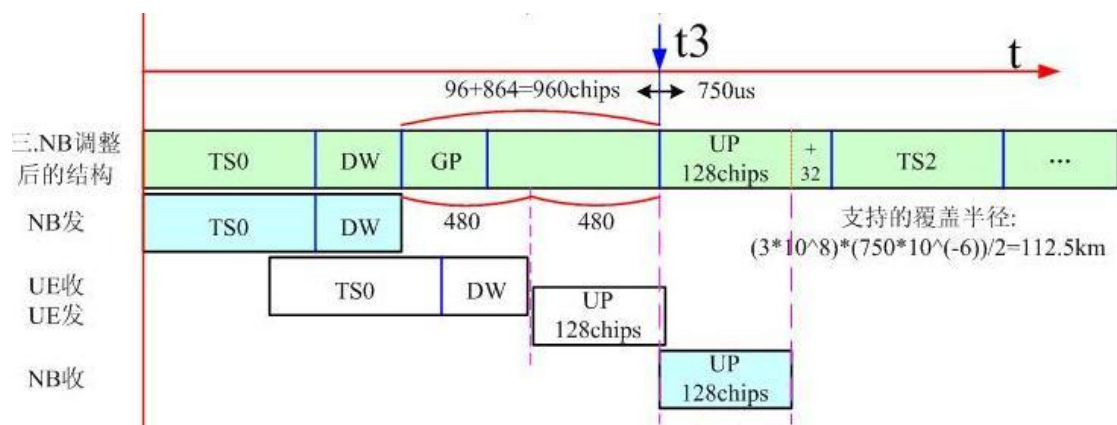 t3
t
96+864=960chips
750us
三.NB调整
后的结构
TS0
DW
GP
UP
128chips
+
32
TS2
...
NB发
TS0
DW
480
480
支持的覆盖半径:
(3*10^8)*(750*10^(-6))/2=112.5km
UE收
UE发
TS0
DW
UP
128chips
NB收
UP
128chips